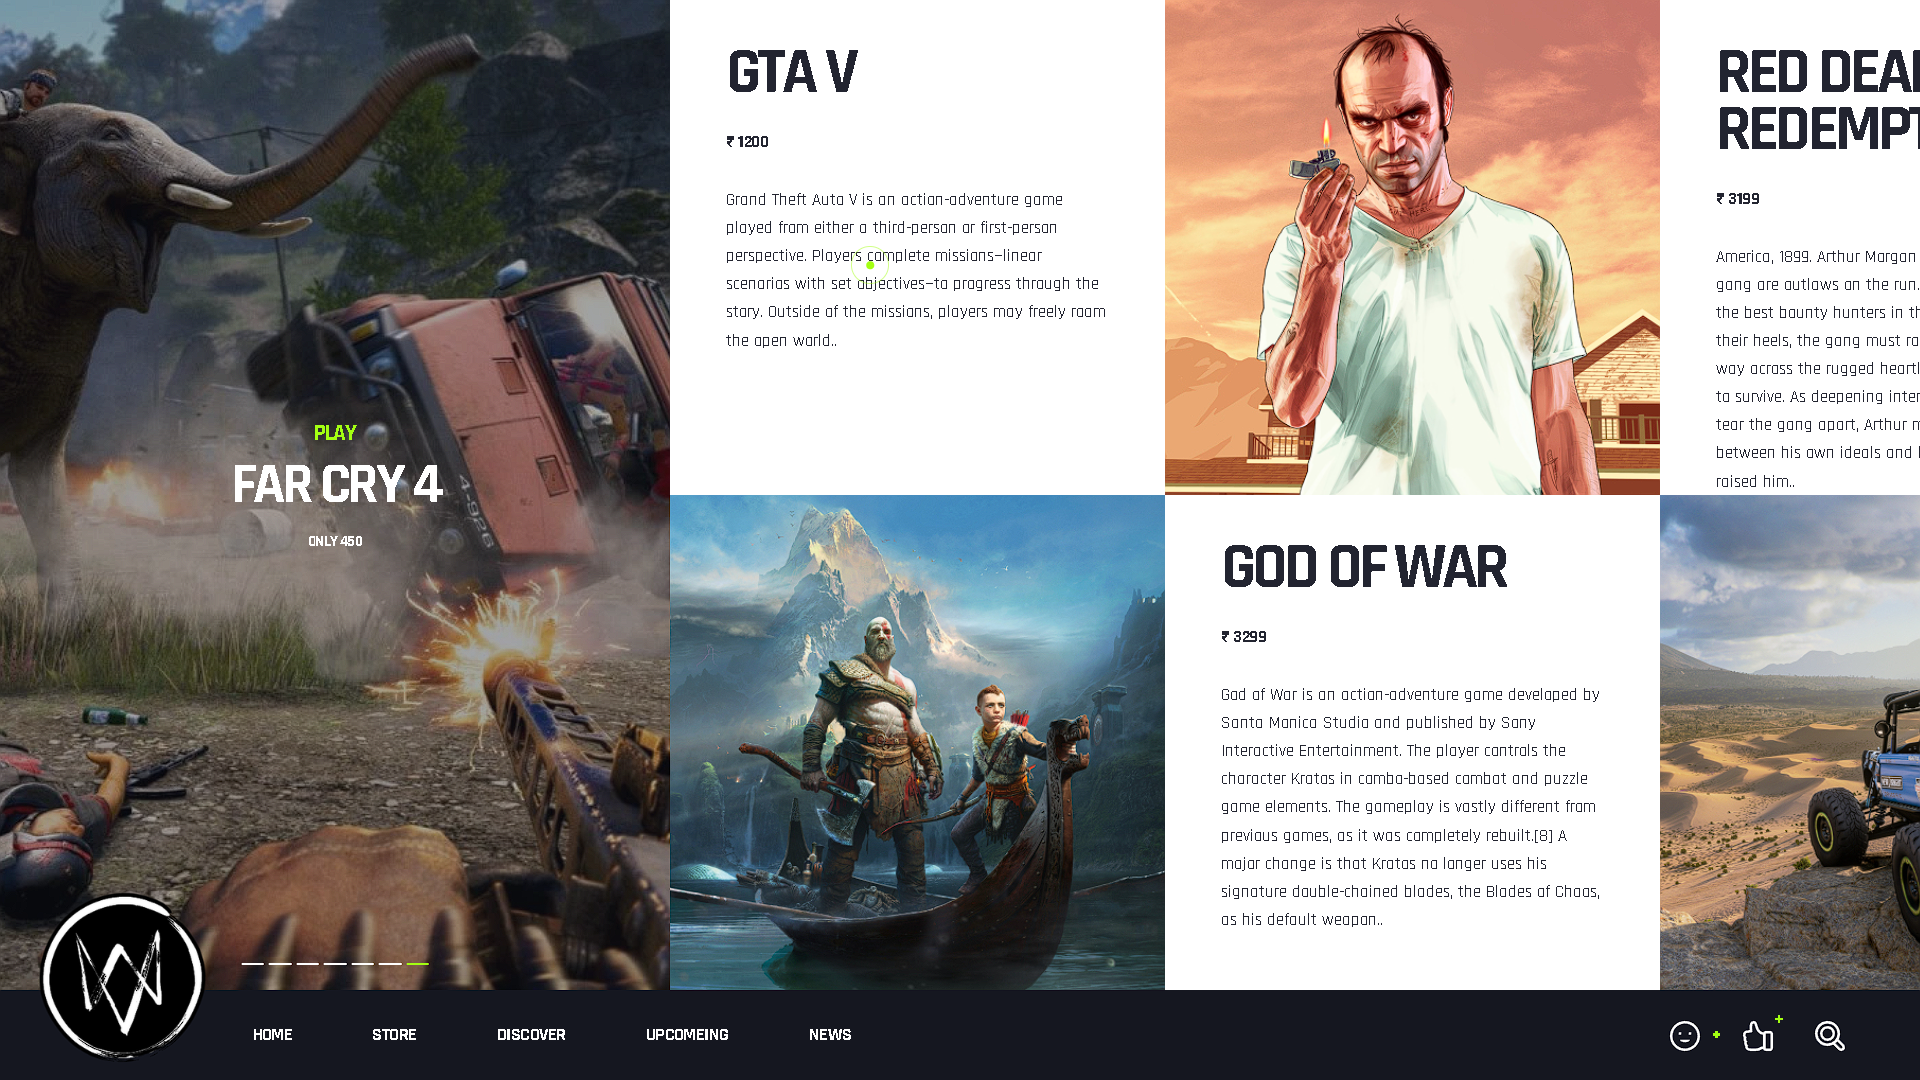 PLAY
FAR CRY 4
ONLY 450
GTA V
₹ 1200
Grand Theft Auto V is an action-adventure game
played from either a third-person or first-person
perspective. Players complete missions—linear
scenarios with set objectives—to progress through the
story. Outside of the missions, players may freely roam
the open world..
GOD OF WAR
₹ 3299
God of War is an action-adventure game developed by
Santa Monica Studio and published by Sony
Interactive Entertainment. The player controls the
character Kratos in combo-based combat and puzzle
game elements. The gameplay is vastly different from
previous games, as it was completely rebuilt.[8] A
major change is that Kratos no longer uses his
signature double-chained blades, the Blades of Chaos,
as his default weapon..
RED DEA
REDEMPT
₹ 3199
America, 1899. Arthur Morgan
gang are outlaws on the run.
the best bounty hunters in th
their heels, the gang must ro
way across the rugged heartl
to survive. As deepening inter
tear the gang apart, Arthur m
between his own ideals and l
raised him..
HOME
STORE
DISCOVER
UPCOMEING
NEWS